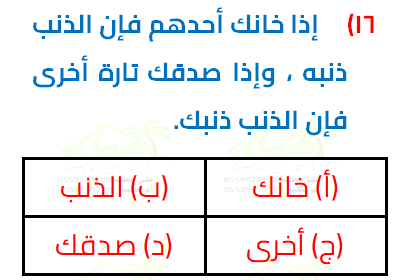 ١٦) إذا خانك أحدهم فإن الذنب
ذنبه ، وإذا صدقك تارة أخرى
فإن الذنب ذنبك.
(أ) خانك (ب) الذنب
(ج) أخرى (د) صدقك